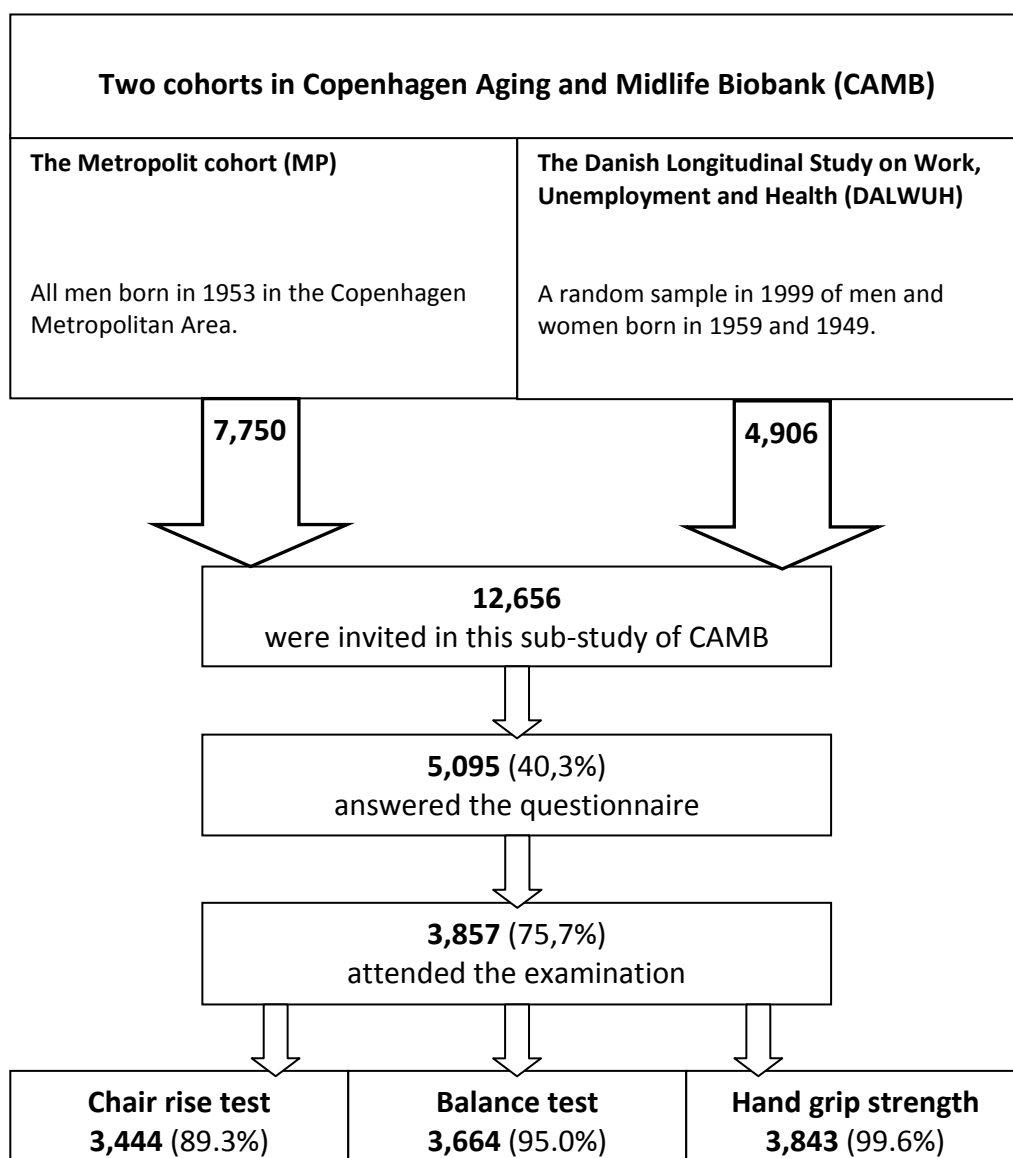 Two cohorts in Copenhagen Aging and Midlife Biobank (CAMB)
The Metropolit cohort (MP)
All men born in 1953 in the Copenhagen
Metropolitan Area.
The Danish Longitudinal Study on Work,
Unemployment and Health (DALWUH)
A random sample in 1999 of men and
women born in 1959 and 1949.
7,750
4,906
12,656
were invited in this sub-study of CAMB
5,095 (40,3%)
answered the questionnaire
3,857 (75,7%)
attended the examination
Chair rise test
3,444 (89.3%)
Balance test
3,664 (95.0%)
Hand grip strength
3,843 (99.6%)